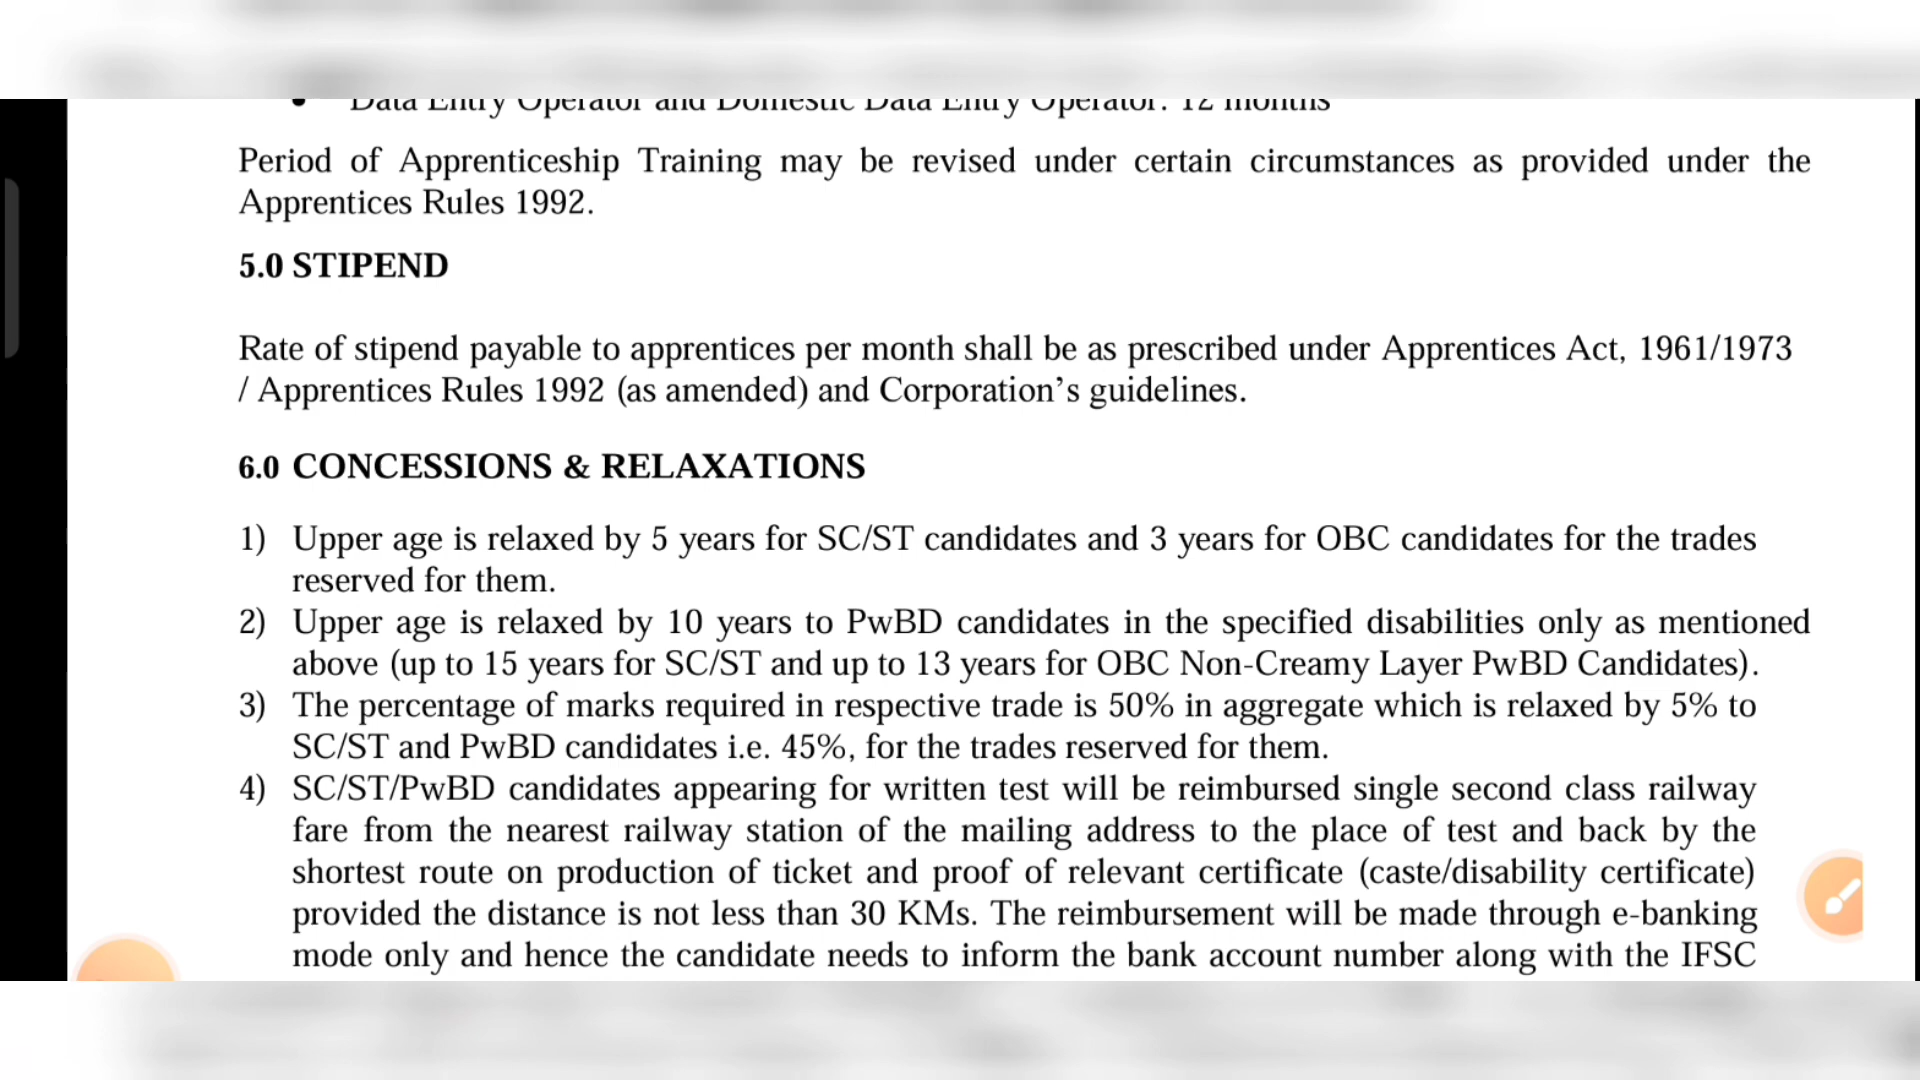 Data Entry Operator and Domestic Data Entry Operator: 12 months
Period of Apprenticeship Training may be revised under certain circumstances as provided under the
Apprentices Rules 1992.
5.0 STIPEND
Rate of stipend payable to apprentices per month shall be as prescribed under Apprentices Act, 1961/1973
/ Apprentices Rules 1992 (as amended) and Corporation’s guidelines.
6.0 CONCESSIONS & RELAXATIONS
1) Upper age is relaxed by 5 years for SC/ST candidates and 3 years for OBC candidates for the trades
reserved for them.
2) Upper age is relaxed by 10 years to PwBD candidates in the specified disabilities only as mentioned
above (up to 15 years for SC/ST and up to 13 years for OBC Non-Creamy Layer PwBD Candidates).
3) The percentage of marks required in respective trade is 50% in aggregate which is relaxed by 5% to
SC/ST and PwBD candidates i.e. 45%, for the trades reserved for them.
4) SC/ST/PwBD candidates appearing for written test will be reimbursed single second class railway
fare from the nearest railway station of the mailing address to the place of test and back by the
shortest route on production of ticket and proof of relevant certificate (caste/disability certificate)
provided the distance is not less than 30 KMs. The reimbursement will be made through e-banking
mode only and hence the candidate needs to inform the bank account number along with the IFSC